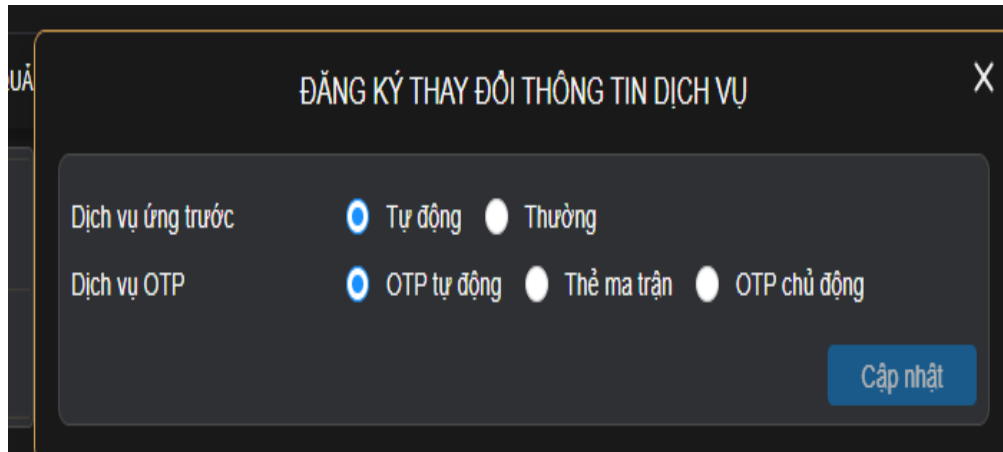 UẢ
ĐĂNG KÝ THAY ĐỔI THÔNG TIN DỊCH VỤ
X
Dịch vụ ứng trước Tự động Thường
Dịch vụ OTP OTP tự động Thẻ ma trận OTP chủ động
Cập nhật